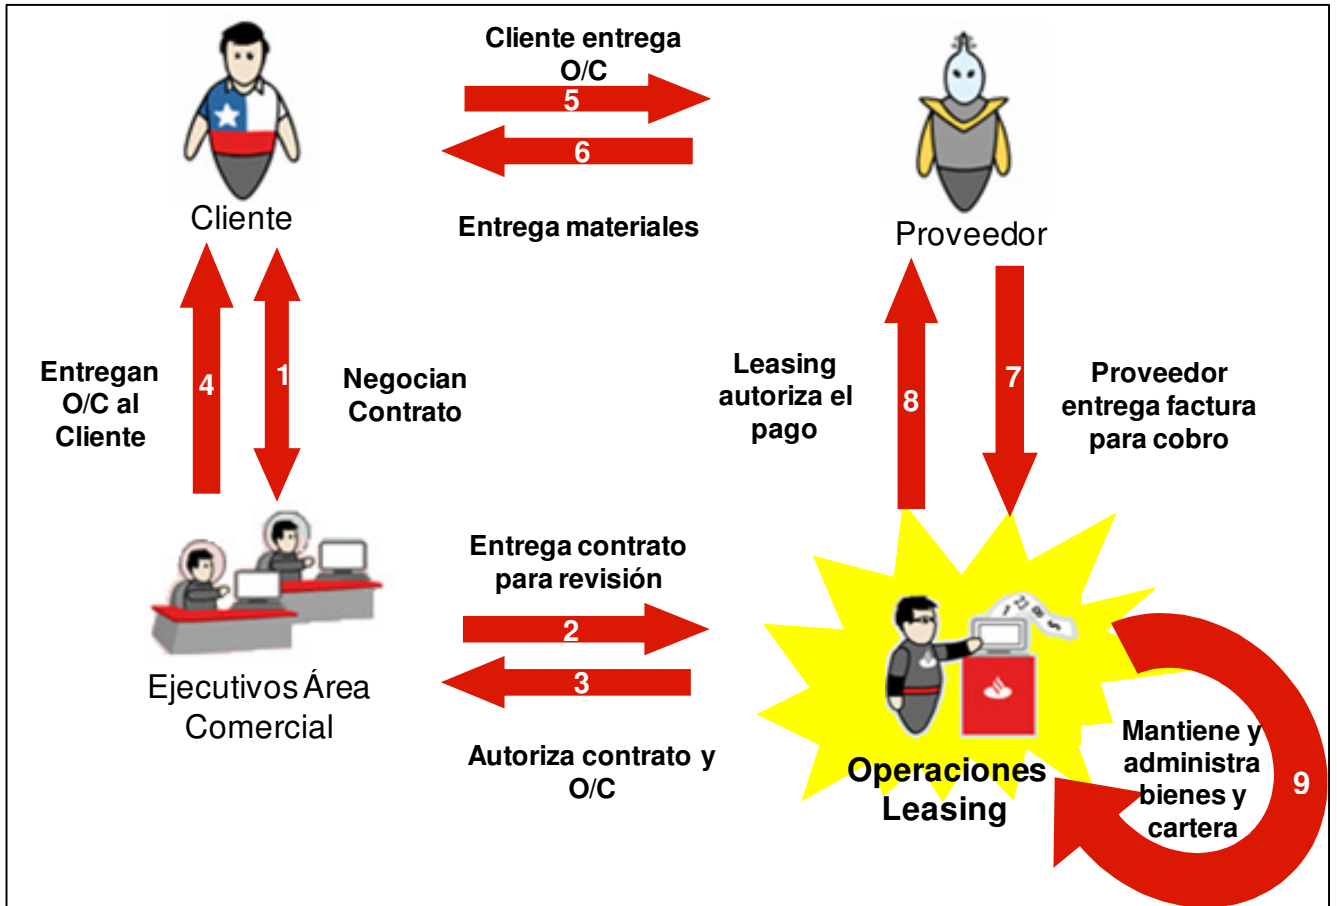 Cliente entrega
O/C
5
6
Entrega materiales
Cliente
Proveedor
4
1
Entregan
O/C al
Cliente
Negocian
Contrato
8
7
Leasing
autoriza el
pago
Proveedor
entrega factura
para cobro
Entrega contrato
para revisión
2
3
Autoriza contrato y
O/C
Ejecutivos Área
Comercial
Operaciones
Leasing
Mantiene y
administra
bienes y
cartera
9